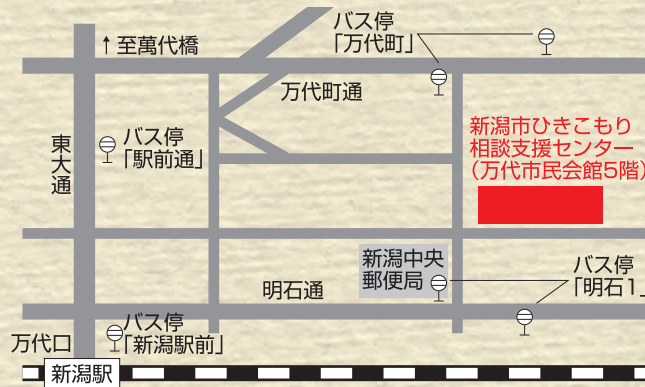 バス停
「万代町」
↑至萬代橋
万代町通
東大通
バス停
「駅前通」
新潟市ひきこもり
相談支援センター
（万代市民会館5階）
新潟中央
郵便局
バス停
「明石1」
明石通
バス停
「新潟駅前」
万代口
新潟駅